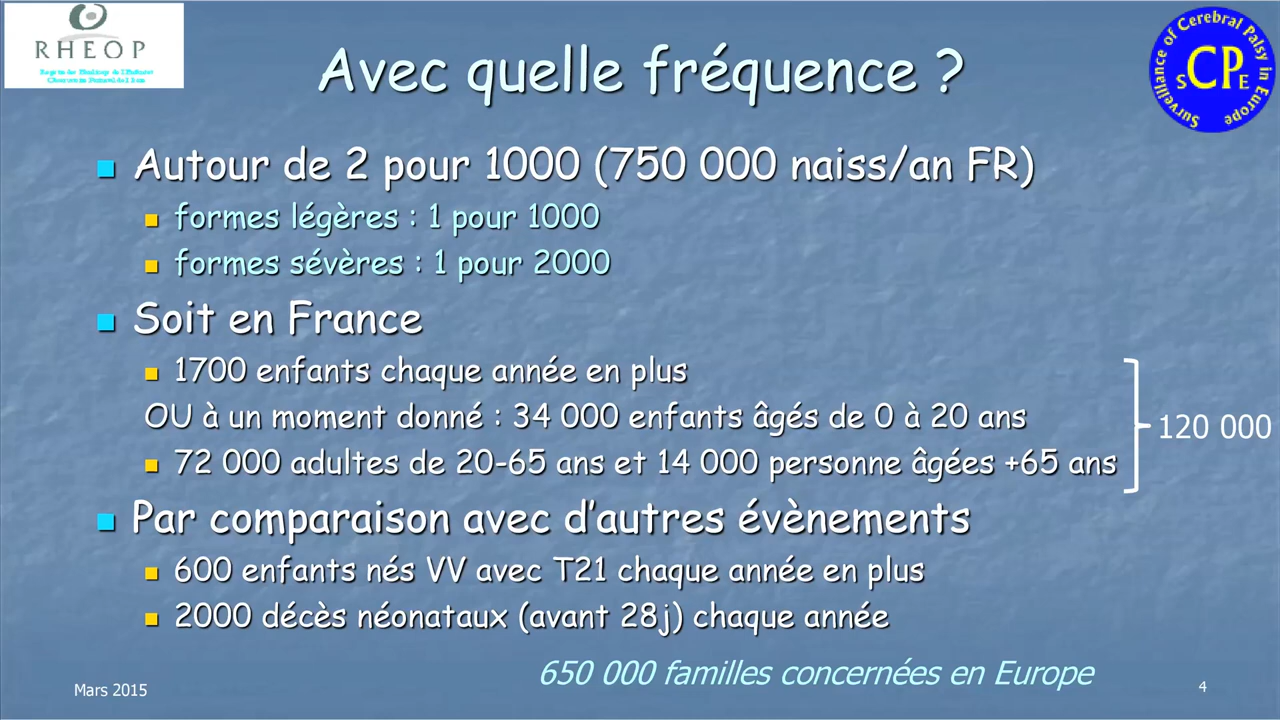 RHEOP
Avec quelle fréquence ?
Surveillance of Cerebral Palsy in Europe
SCPE
Autour de 2 pour 1000 (750 000 naiss/an FR)
formes légères : 1 pour 1000
formes sévères : 1 pour 2000
Soit en France
1700 enfants chaque année en plus
OU à un moment donné : 34 000 enfants âgés de 0 à 20 ans
120 000
72 000 adultes de 20-65 ans et 14 000 personne âgées +65 ans
Par comparaison avec d’autres évènements
600 enfants nés VV avec T21 chaque année en plus
2000 décès néonataux (avant 28j) chaque année
650 000 familles concernées en Europe
Mars 2015
4